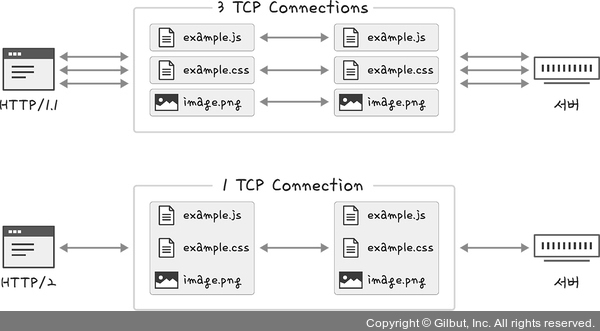 3 TCP Connections
example.js
example.js
example.css
example.css
image.png
image.png
HTTP/1.1
서버
1 TCP Connection
example.js
example.js
example.css
example.css
image.png
image.png
HTTP/2
서버
Copyright © Gilbut, Inc. All rights reserved.